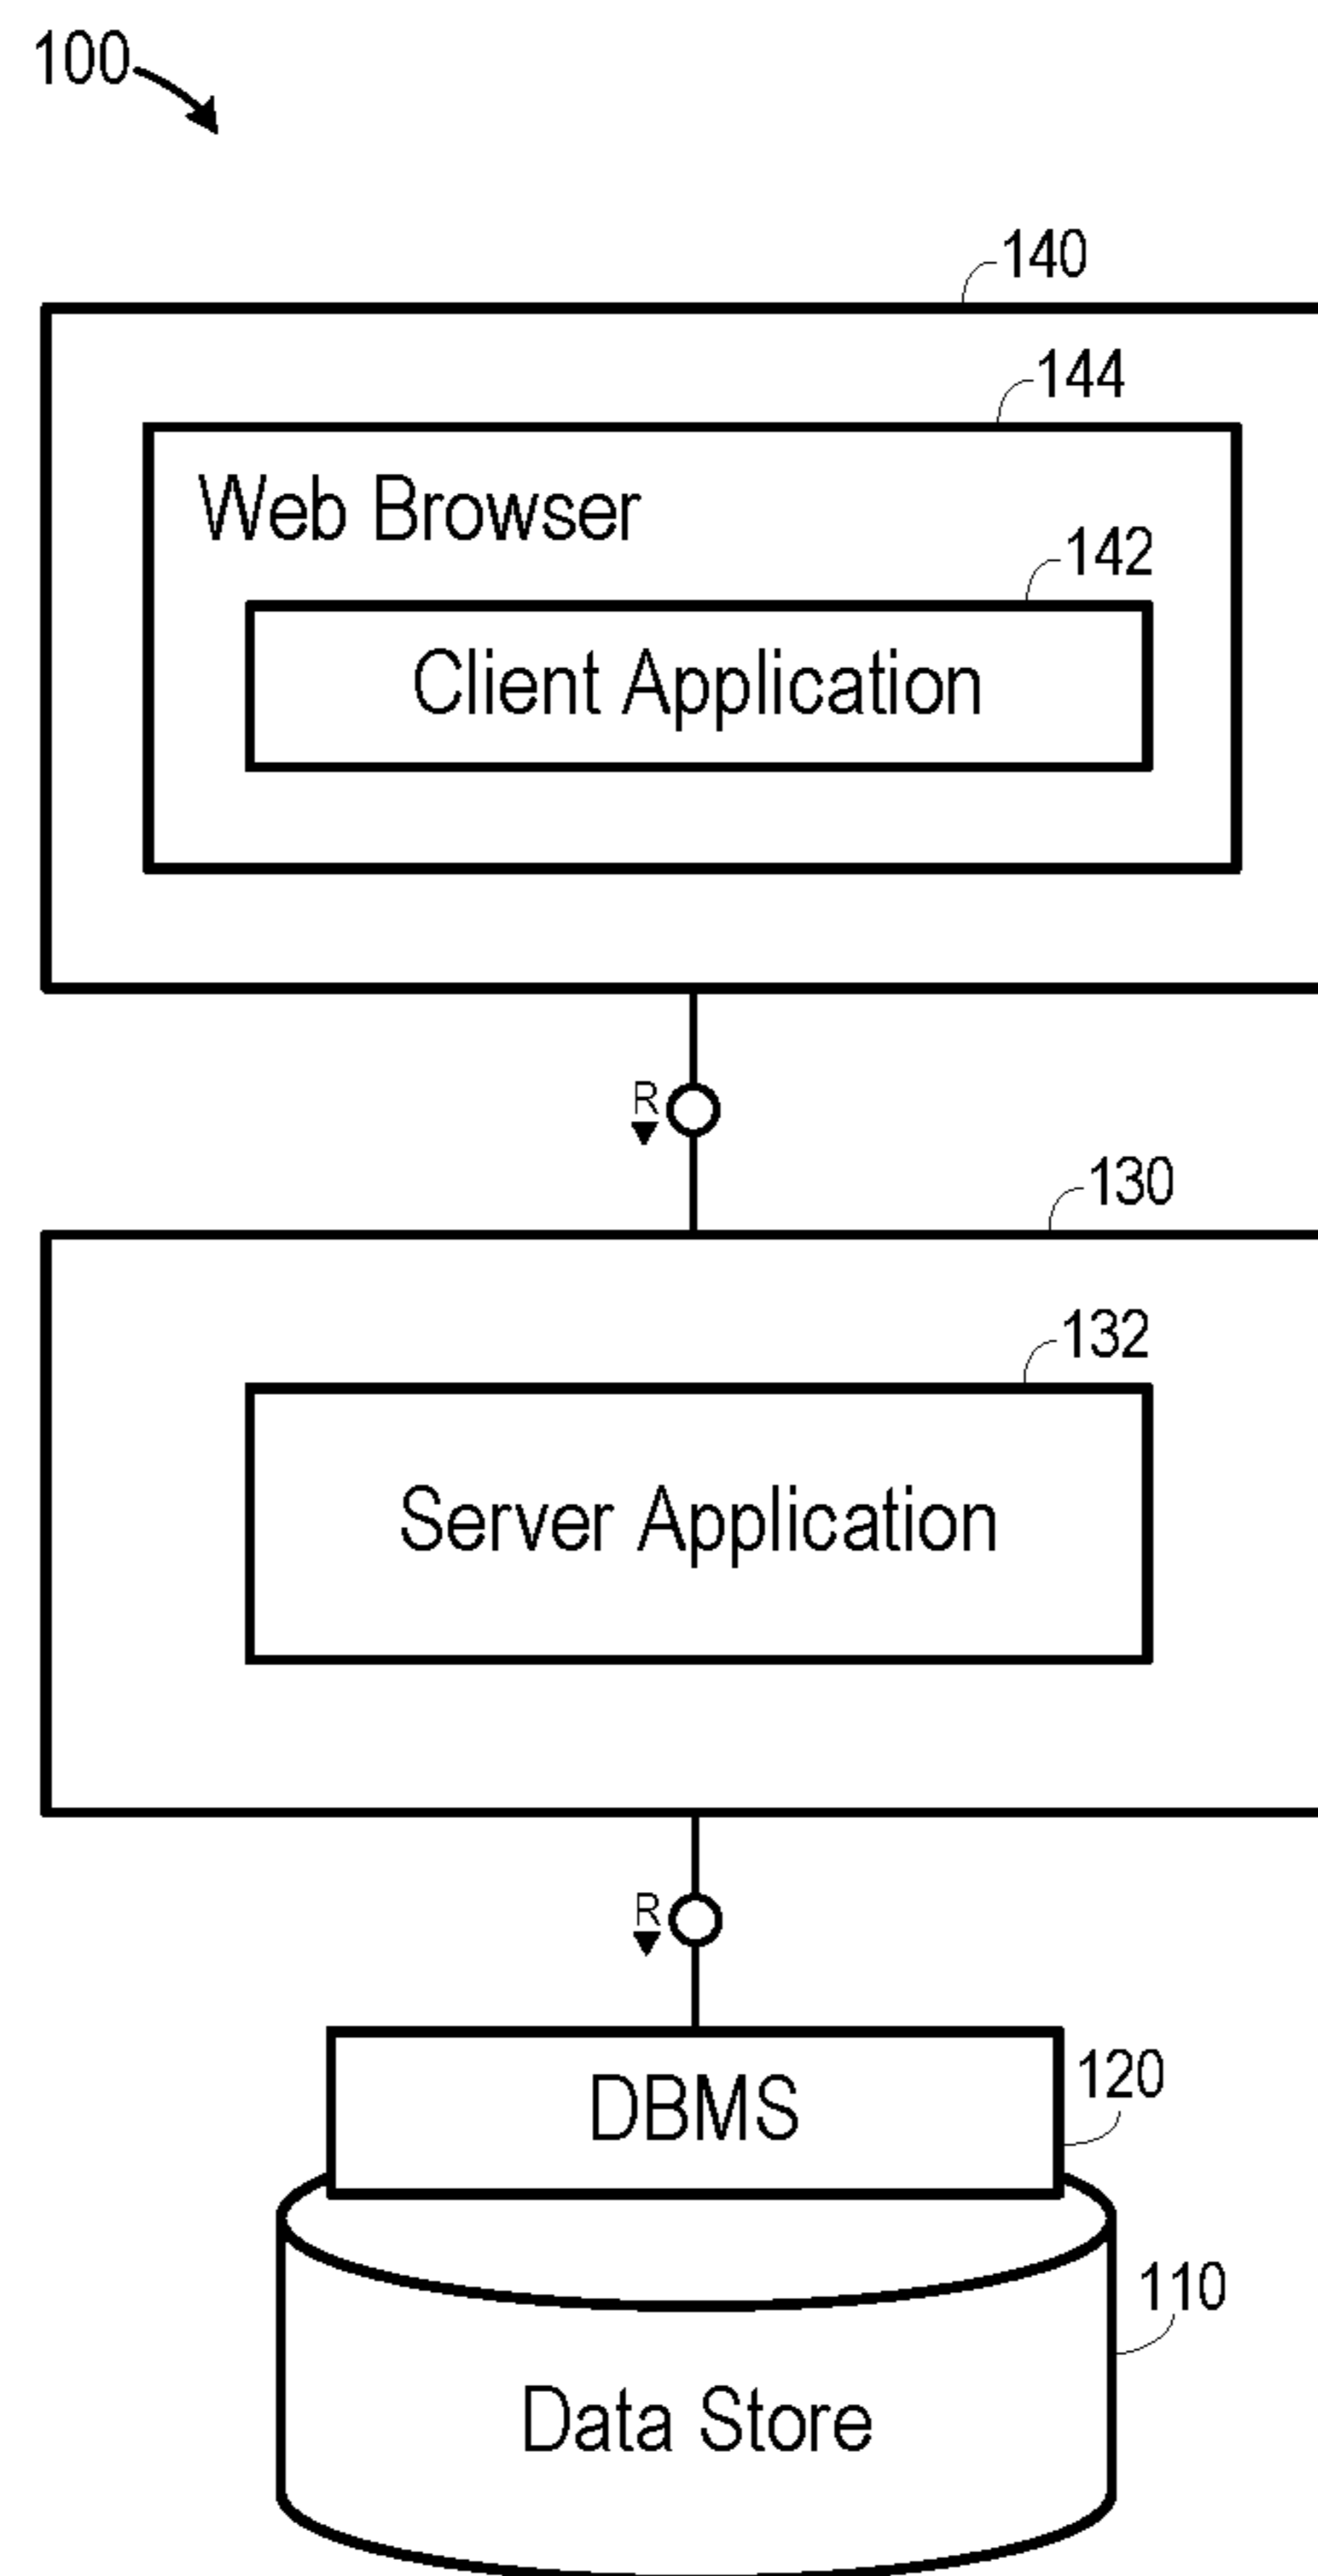 100
140
144
Web Browser
142
Client Application
R
130
132
Server Application
R
DBMS
120
110
Data Store